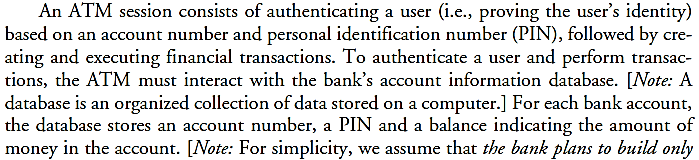 An ATM session consists of authenticating a user (i.e., proving the user's identity)
based on an account number and personal identification number (PIN), followed by cre-
ating and executing financial transactions. To authenticate a user and perform transac-
tions, the ATM must interact with the bank's account information database. [Note: A
database is an organized collection of data stored on a computer.] For each bank account,
the database stores an account number, a PIN and a balance indicating the amount of
money in the account. [Note: For simplicity, we assume that the bank plans to build only